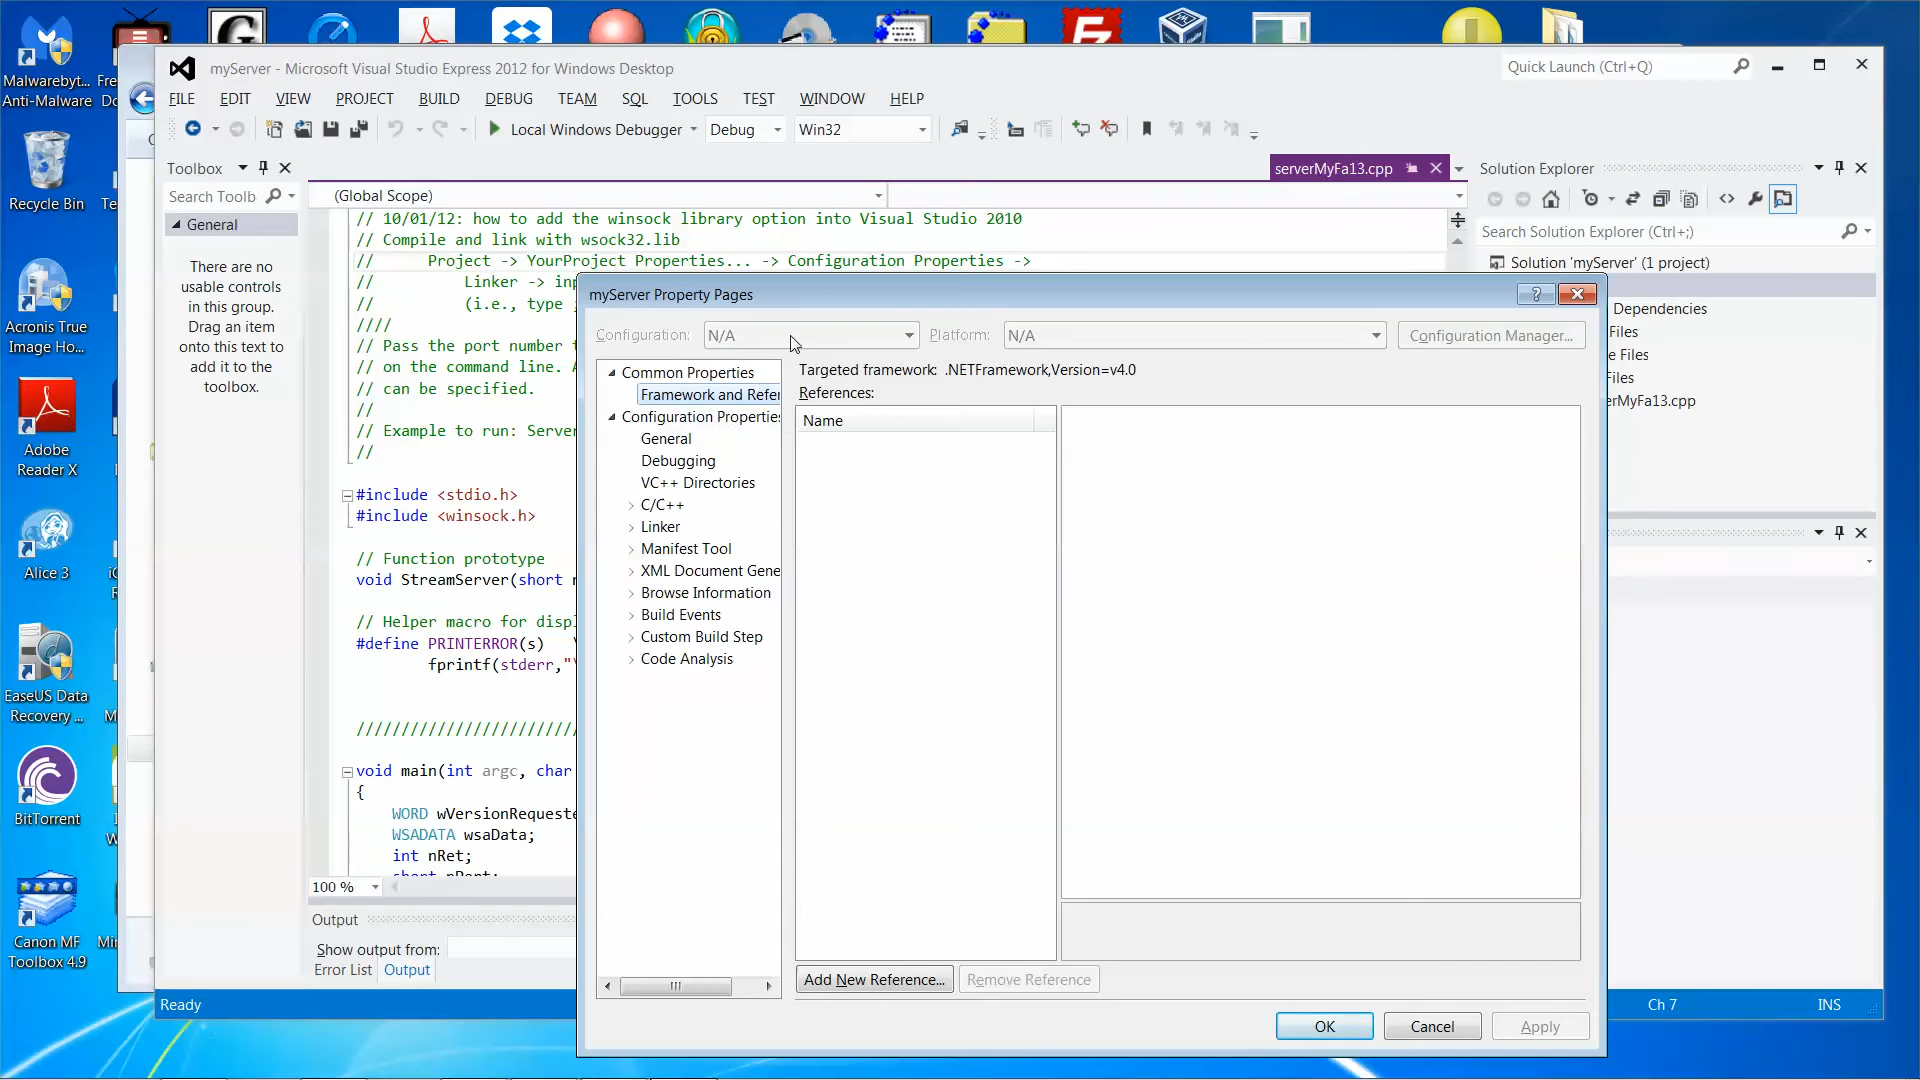 Malwarebyt...
Anti-Malware
Recycle Bin
Acronis True
Image Ho...
Adobe
Reader X
Alice 3
EaseUS Data
Recovery ...
BitTorrent
Canon MF
Toolbox 4.9
myServer - Microsoft Visual Studio Express 2012 for Windows Desktop
Quick Launch (Ctrl+Q)
FILE EDIT VIEW PROJECT BUILD DEBUG TEAM SQL TOOLS TEST WINDOW HELP
Local Windows Debugger Debug Win32
Toolbox
Search Toolb
General
There are no
usable controls
in this group.
Drag an item
onto this text to
add it to the
toolbox.
serverMyFa13.cpp
(Global Scope)
// 10/01/12: how to add the winsock library option into Visual Studio 2010
// Compile and link with wsock32.lib
// Project -> YourProject Properties... -> Configuration Properties ->
// Linker -> inp
// (i.e., type
////
// Pass the port number
// on the command line. A
// can be specified.
//
// Example to run: Server
//
#include <stdio.h>
#include <winsock.h>
// Function prototype
void StreamServer(short n
// Helper macro for displ
#define PRINTERROR(s) \
fprintf(stderr,"\
////////////////////////
void main(int argc, char
{
WORD wVersionRequeste
WSADATA wsaData;
int nRet;
short nPort;
100 %
Output
Show output from:
Error List Output
Ready
Ch 7 INS
Solution Explorer
Search Solution Explorer (Ctrl+;)
Solution 'myServer' (1 project)
Dependencies
Files
e Files
Files
erMyFa13.cpp
myServer Property Pages
Configuration: N/A Platform: N/A Configuration Manager...
Common Properties
Framework and Refer
Configuration Properties
General
Debugging
VC++ Directories
C/C++
Linker
Manifest Tool
XML Document Gene
Browse Information
Build Events
Custom Build Step
Code Analysis
Targeted framework: .NETFramework,Version=v4.0
References:
Name
Add New Reference... Remove Reference
OK Cancel Apply